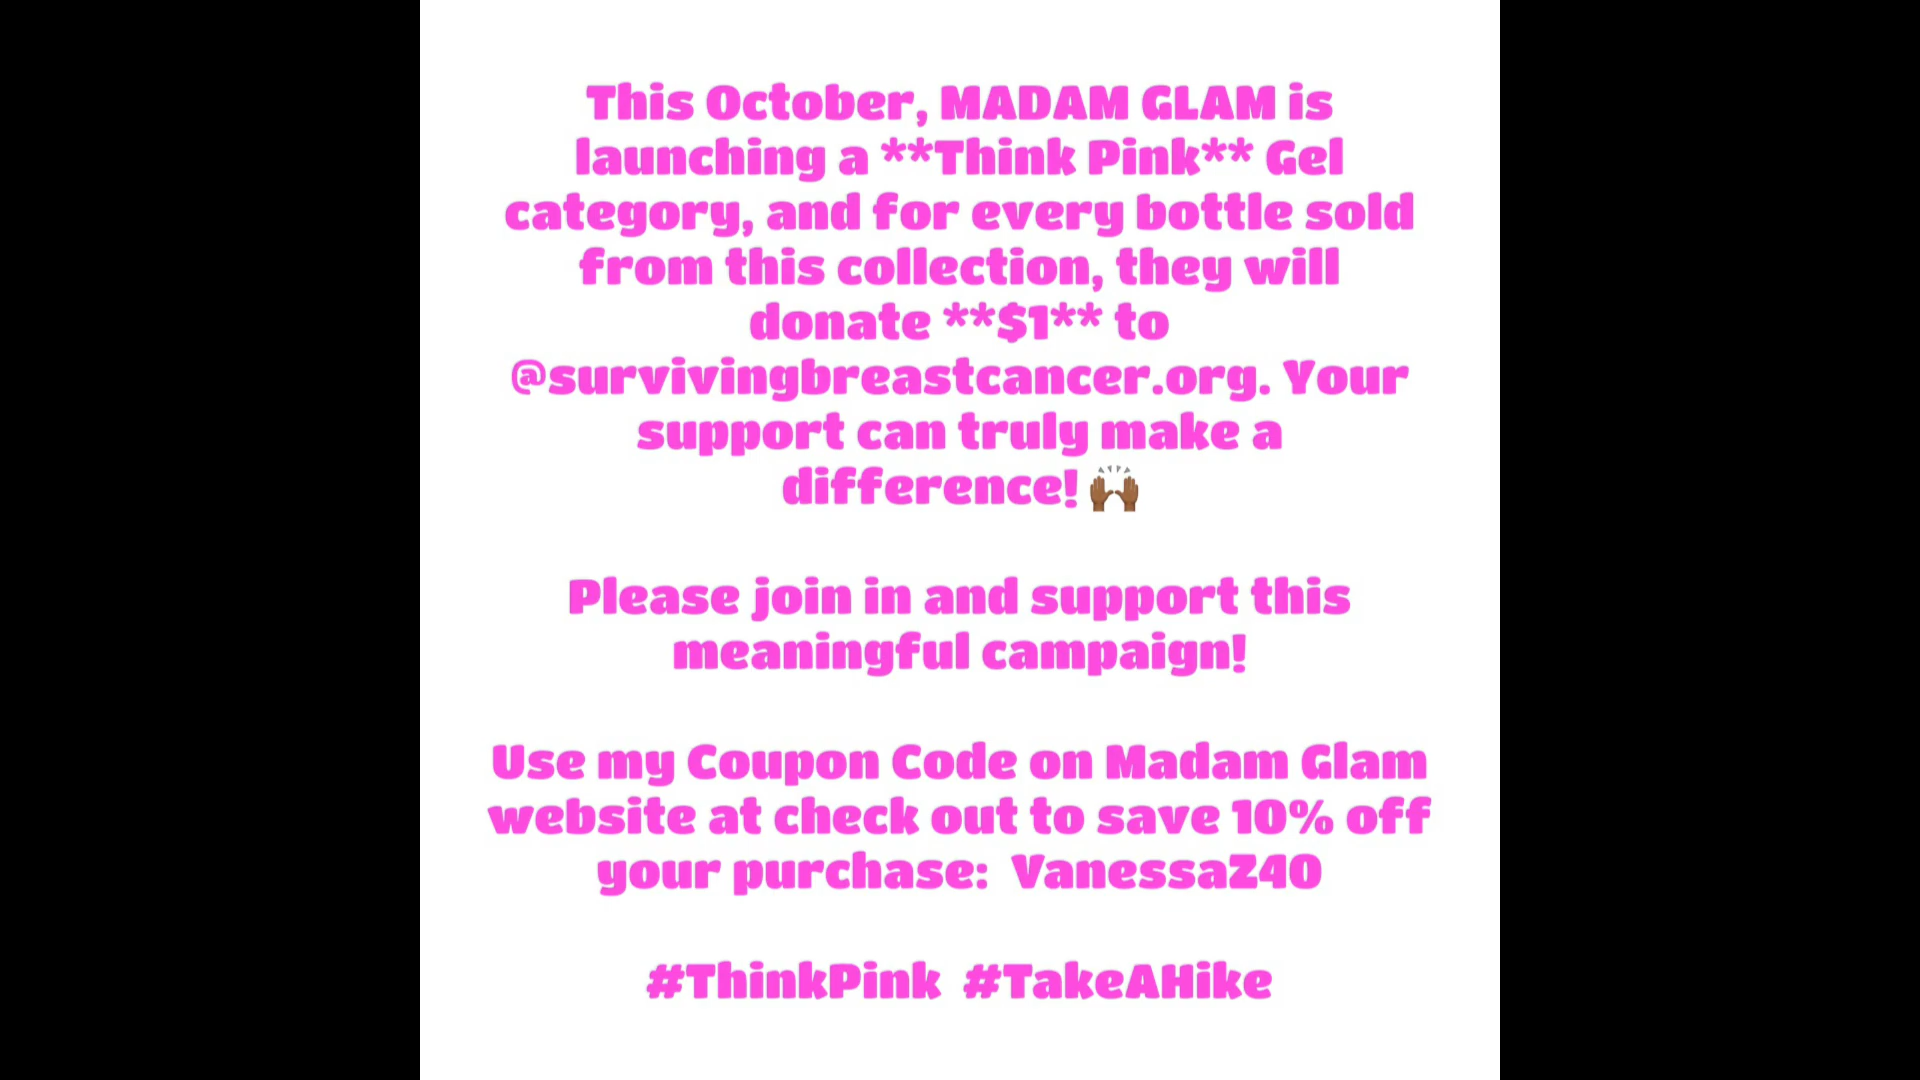 This October, MADAM GLAM is
launching a **Think Pink** Gel
category, and for every bottle sold
from this collection, they will
donate **$1** to
@survivingbreastcancer.org. Your
support can truly make a
difference! 🙌🏾
Please join in and support this
meaningful campaign!
Use my Coupon Code on Madam Glam
website at check out to save 10% off
your purchase:  VanessaZ40
#ThinkPink  #TakeAHike